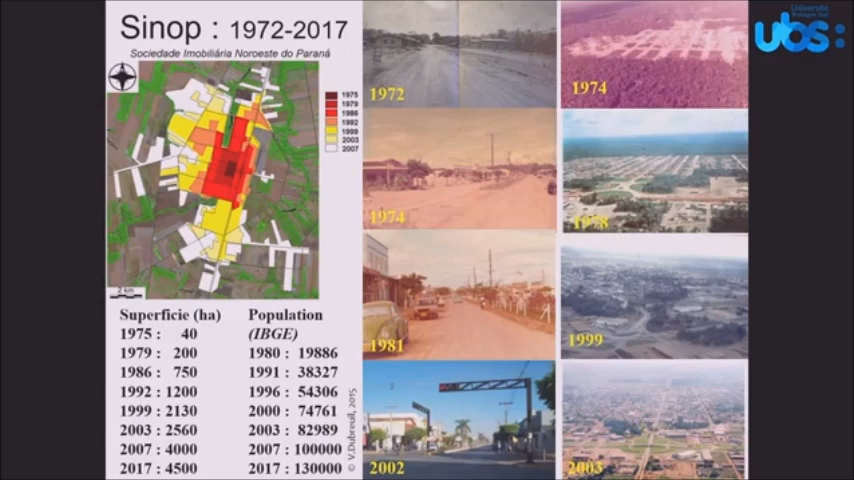 Sinop : 1972-2017
Sociedade Imobiliária Noroeste do Paraná
1975
1979
1986
1992
1999
2003
2007
2 km
Superficie (ha)
1975 : 40
1979 : 200
1986 : 750
1992 : 1200
1999 : 2130
2003 : 2560
2007 : 4000
2017 : 4500
Population
(IBGE)
1980 : 19886
1991 : 38327
1996 : 54306
2000 : 74761
2003 : 82989
2007 : 100000
2017 : 130000
© V.Dubreuil, 2015
1972
1974
1974
1978
1981
1999
2002
2003
Université
Bretagne Sud
ubs: